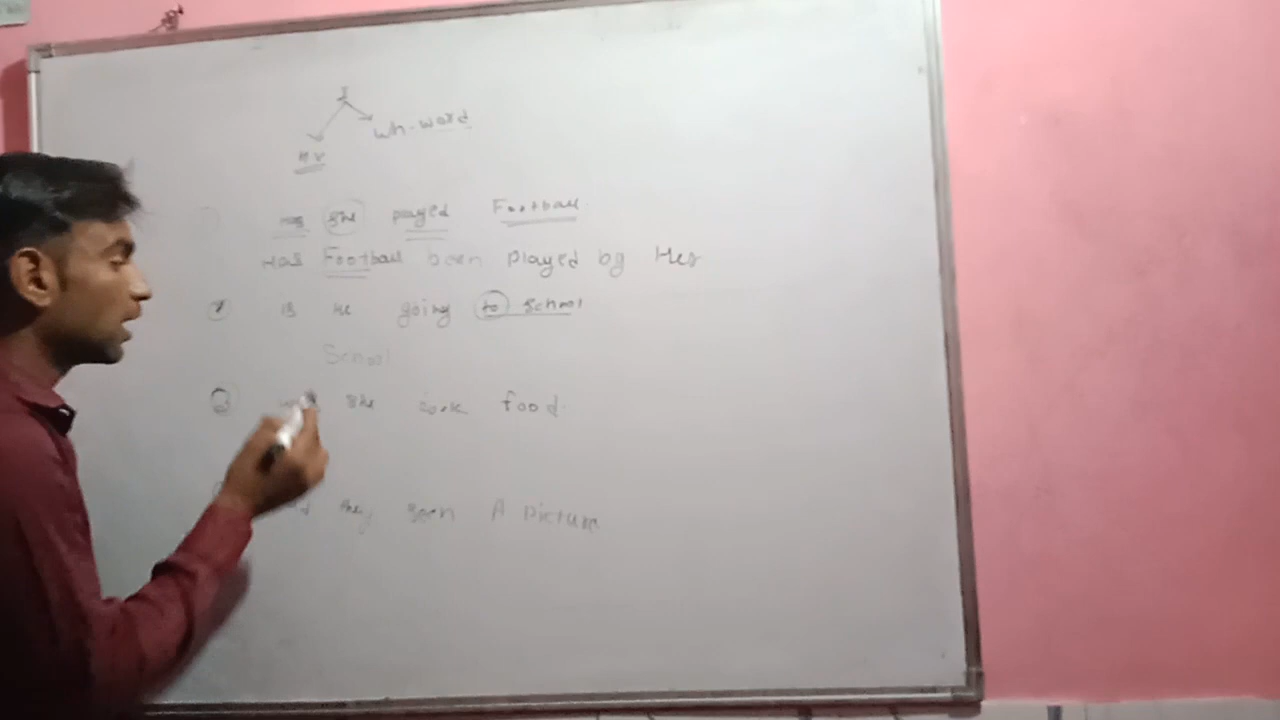 I
Wh-word
H.V
Has she played Football.
Has Football been played by Her
is he going to school
School
③ she cook food.
they seen A picture